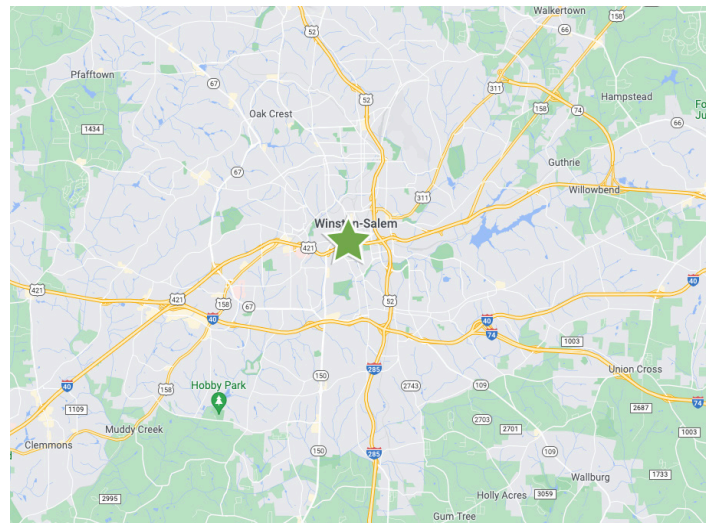 Walkertown
52
66
Pfafftown
67
311
158
Hampstead
52
74
Oak Crest
Fo
Ju
66
1434
Guthrie
67
Willowbend
311
Winston-Salem
421
421
421
158
67
40
52
40
40
74
1003
285
Union Cross
150
2743
109
Hobby Park
40
158
1109
2687
74
2703
2701
1003
Muddy Creek
Clemmons
150
285
109
1733
Wallburg
2995
Holly Acres
3059
Gum Tree